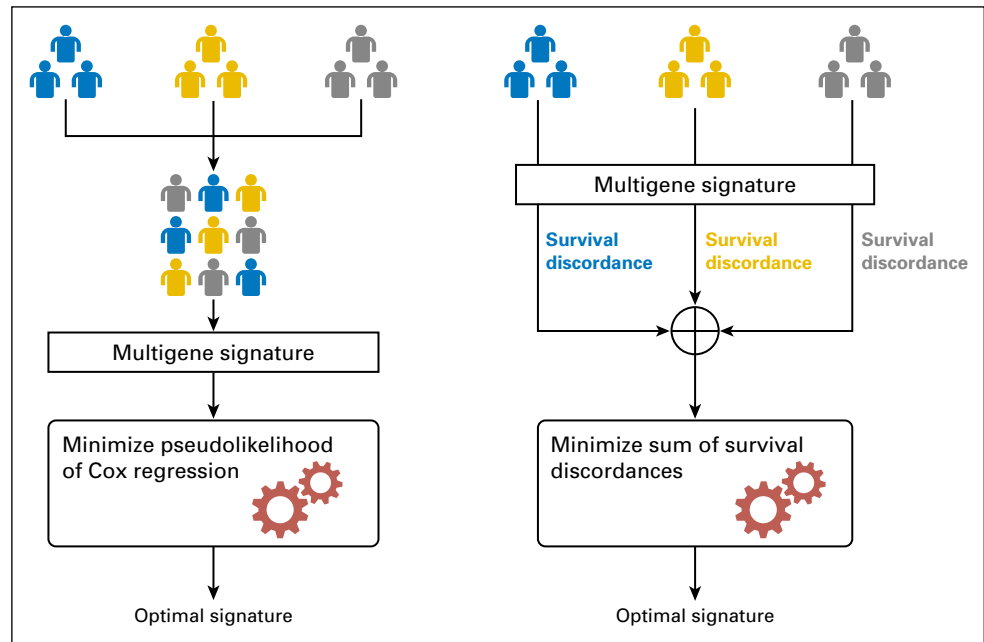 Multigene signature
Minimize pseudolikelihood
of Cox regression
Optimal signature
Multigene signature
Survival
discordance
Survival
discordance
Survival
discordance
Minimize sum of survival
discordances
Optimal signature